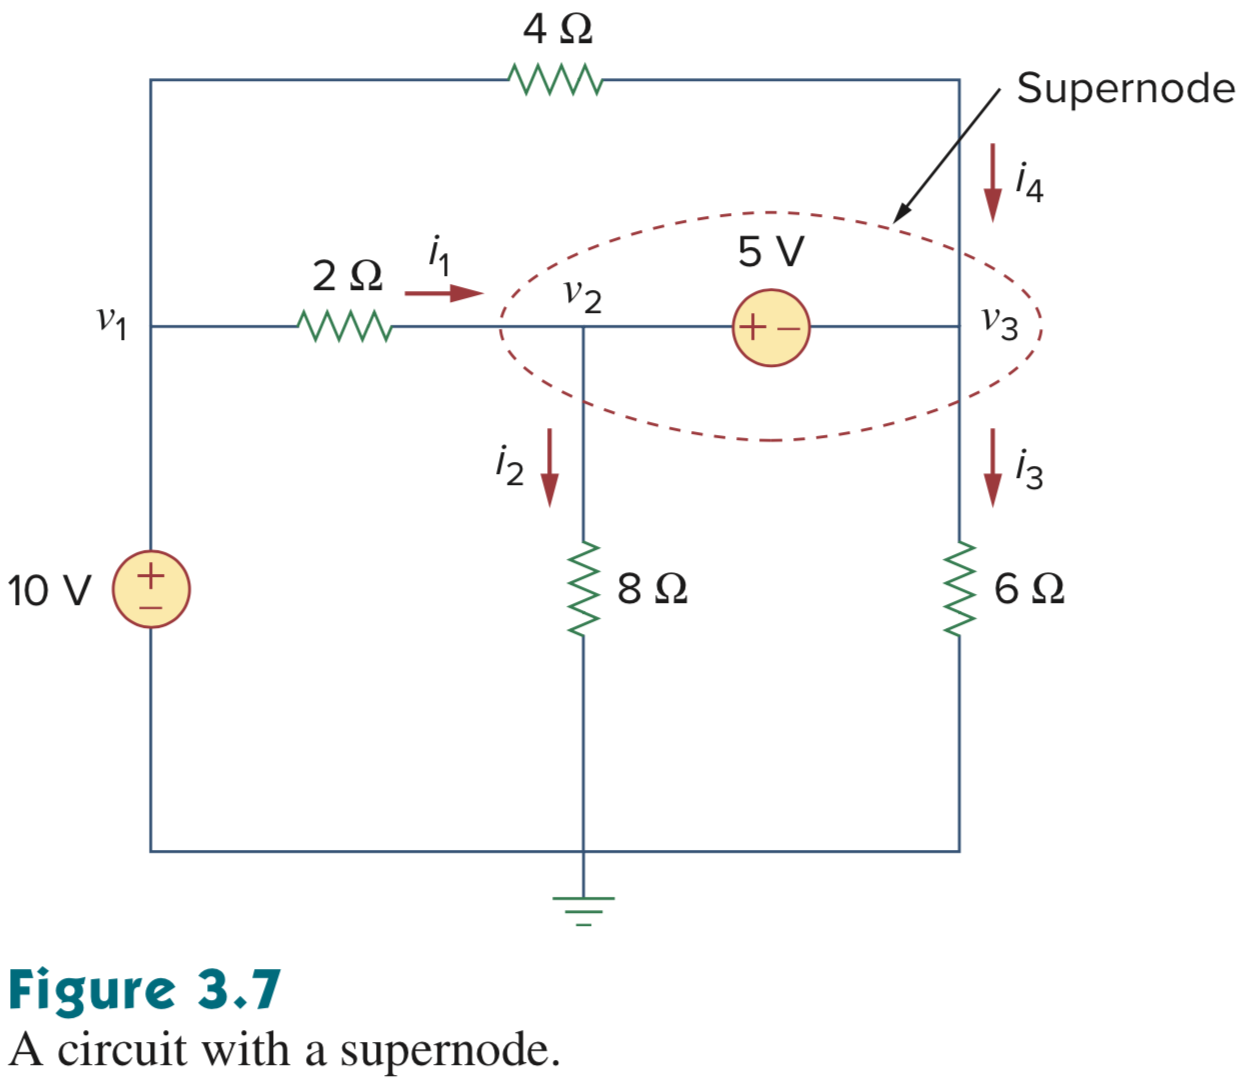 4 Ω
Supernode
i4
5 V
i1
2 Ω
v2
v1
+ −
v3
i2
i3
10 V
+
−
8 Ω
6 Ω
Figure 3.7
A circuit with a supernode.